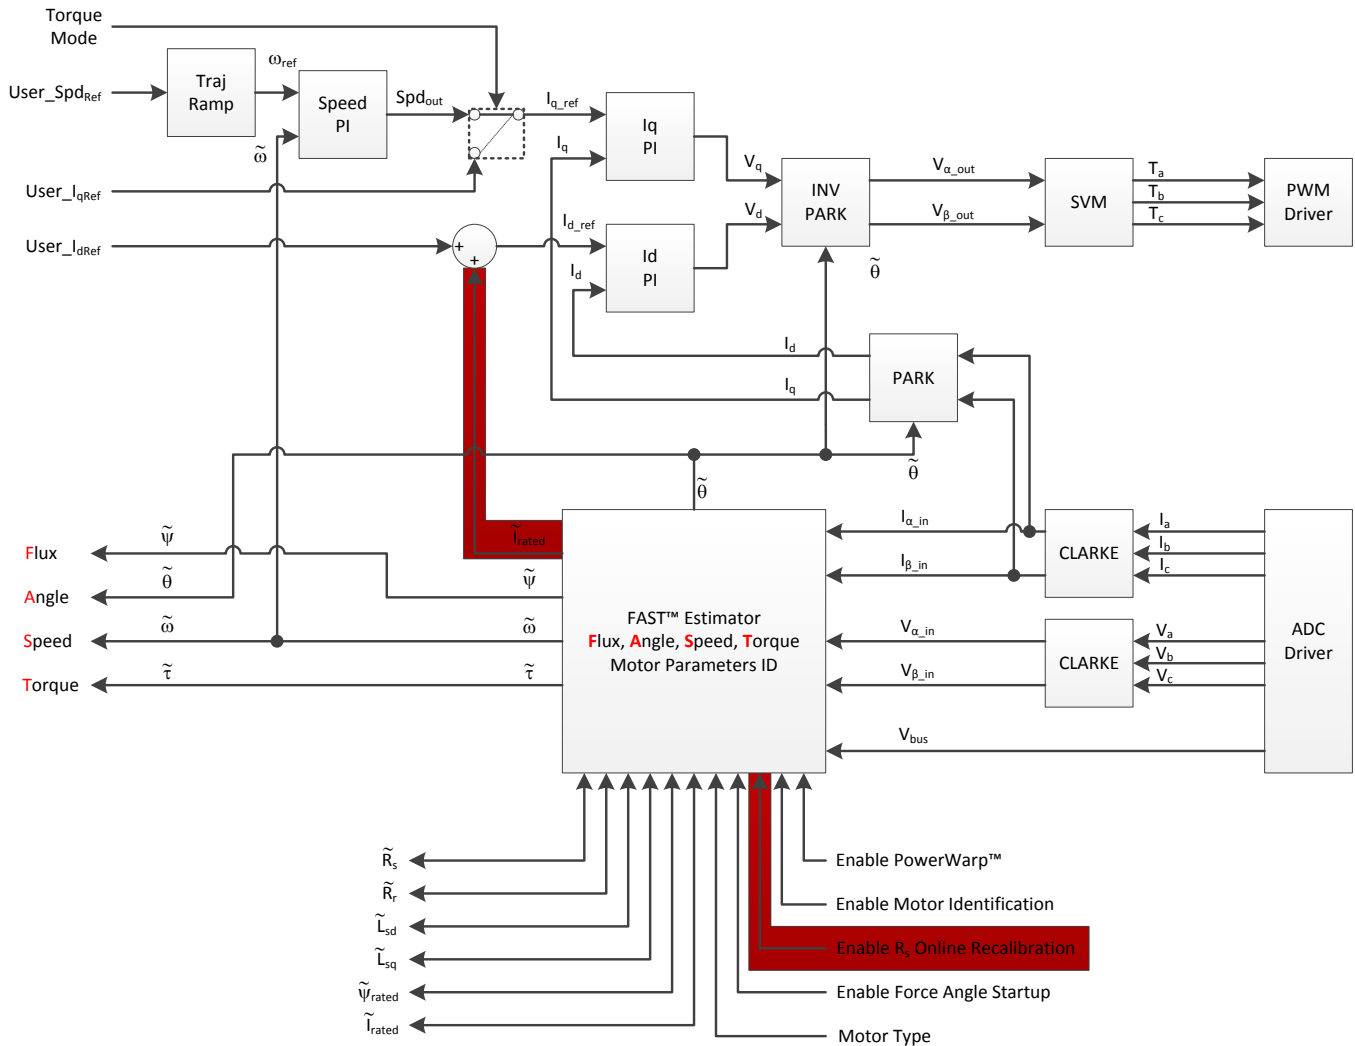 Torque
Mode
User_SpdRef
Traj
Ramp
ωref
Speed
PI
Spdout
ω̃
User_IqRef
User_IdRef
Iq_ref
Iq
Iq
PI
Id_ref
Id
Id
PI
+
+
Vq
Vd
INV
PARK
Vα_out
Vβ_out
SVM
Ta
Tb
Tc
PWM
Driver
θ̃
Id
Iq
PARK
θ̃
θ̃
Ĩrated
Flux
ψ̃
ψ̃
Angle
θ̃
Speed
ω̃
ω̃
Torque
τ̃
τ̃
FAST™ Estimator
Flux, Angle, Speed, Torque
Motor Parameters ID
Iα_in
Iβ_in
CLARKE
Ia
Ib
Ic
Vα_in
Vβ_in
CLARKE
Va
Vb
Vc
Vbus
ADC
Driver
R̃s
R̃r
L̃sd
L̃sq
ψ̃rated
Ĩrated
Enable PowerWarp™
Enable Motor Identification
Enable Rs Online Recalibration
Enable Force Angle Startup
Motor Type